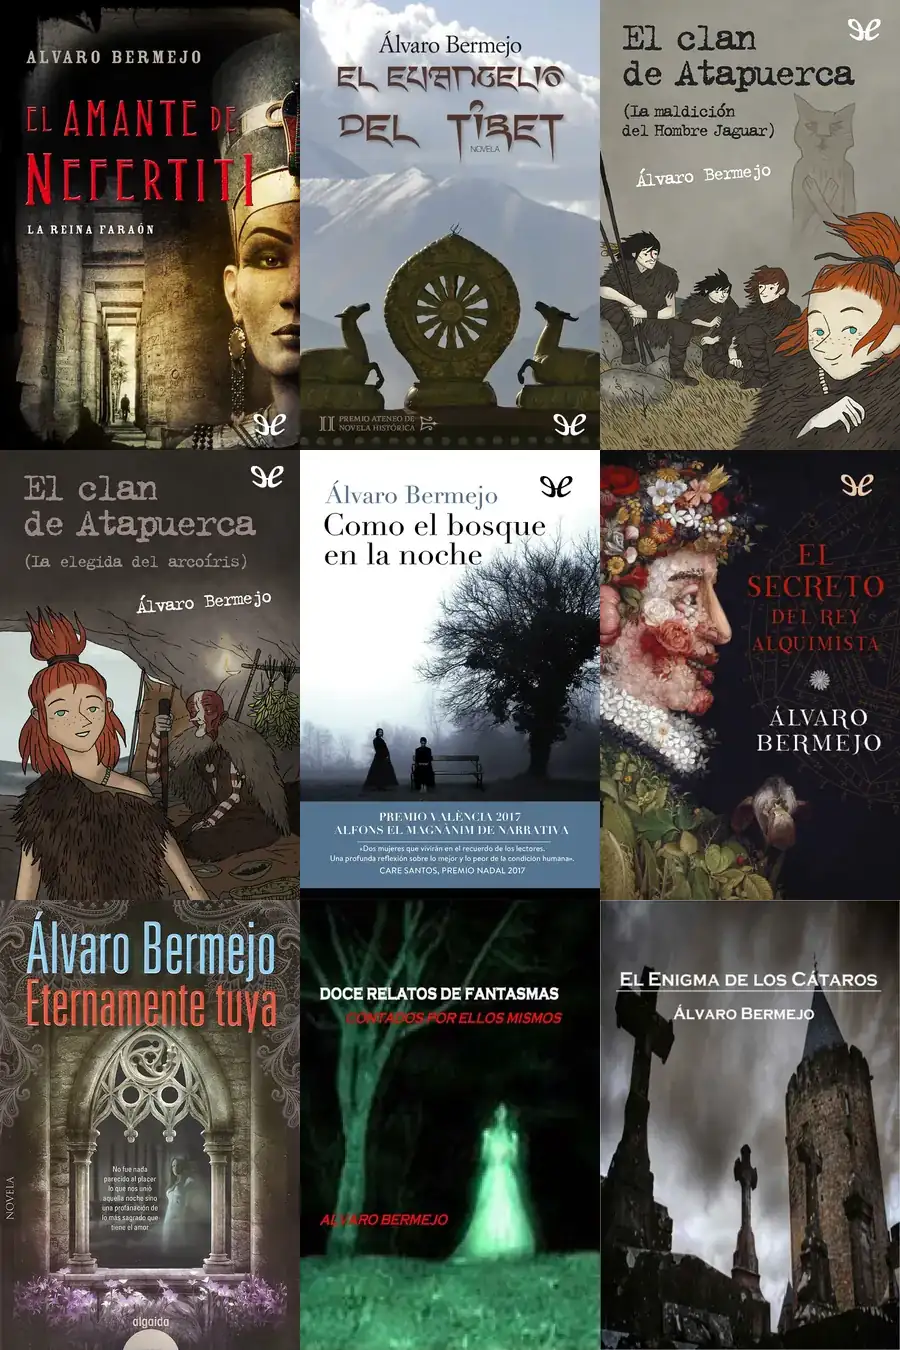 ALVARO BERMEJO
EL AMANTE DE
NEFERTITI
LA REINA FARAÓN
Álvaro Bermejo
EL EVANGELIO
DEL TIBET
NOVELA
II PREMIO ATENEO DE
NOVELA HISTÓRICA
El clan
de Atapuerca
(La maldición
del Hombre Jaguar)
Álvaro Bermejo
El clan
de Atapuerca
(La elegida del arcoíris)
Álvaro Bermejo
Álvaro Bermejo
Como el bosque
en la noche
PREMIO VALÈNCIA 2017
ALFONS EL MAGNÀNIM DE NARRATIVA
«Dos mujeres que vivirán en el recuerdo de los lectores.
Una profunda reflexión sobre lo mejor y lo peor de la condición humana».
CARE SANTOS, PREMIO NADAL 2017
EL
SECRETO
DEL REY
ALQUIMISTA
ÁLVARO
BERMEJO
Álvaro Bermejo
Eternamente tuya
No fue nada
parecido al placer
lo que nos unió
aquella noche sino
una profanación de
lo más sagrado que
tiene el amor
NOVELA
algaida
DOCE RELATOS DE FANTASMAS
CONTADOS POR ELLOS MISMOS
ALVARO BERMEJO
EL ENIGMA DE LOS CÁTAROS
ÁLVARO BERMEJO